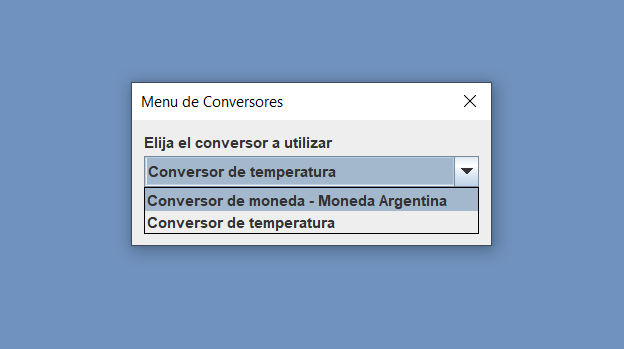 Menu de Conversores
Elija el conversor a utilizar
Conversor de temperatura
Conversor de moneda - Moneda Argentina
Conversor de temperatura